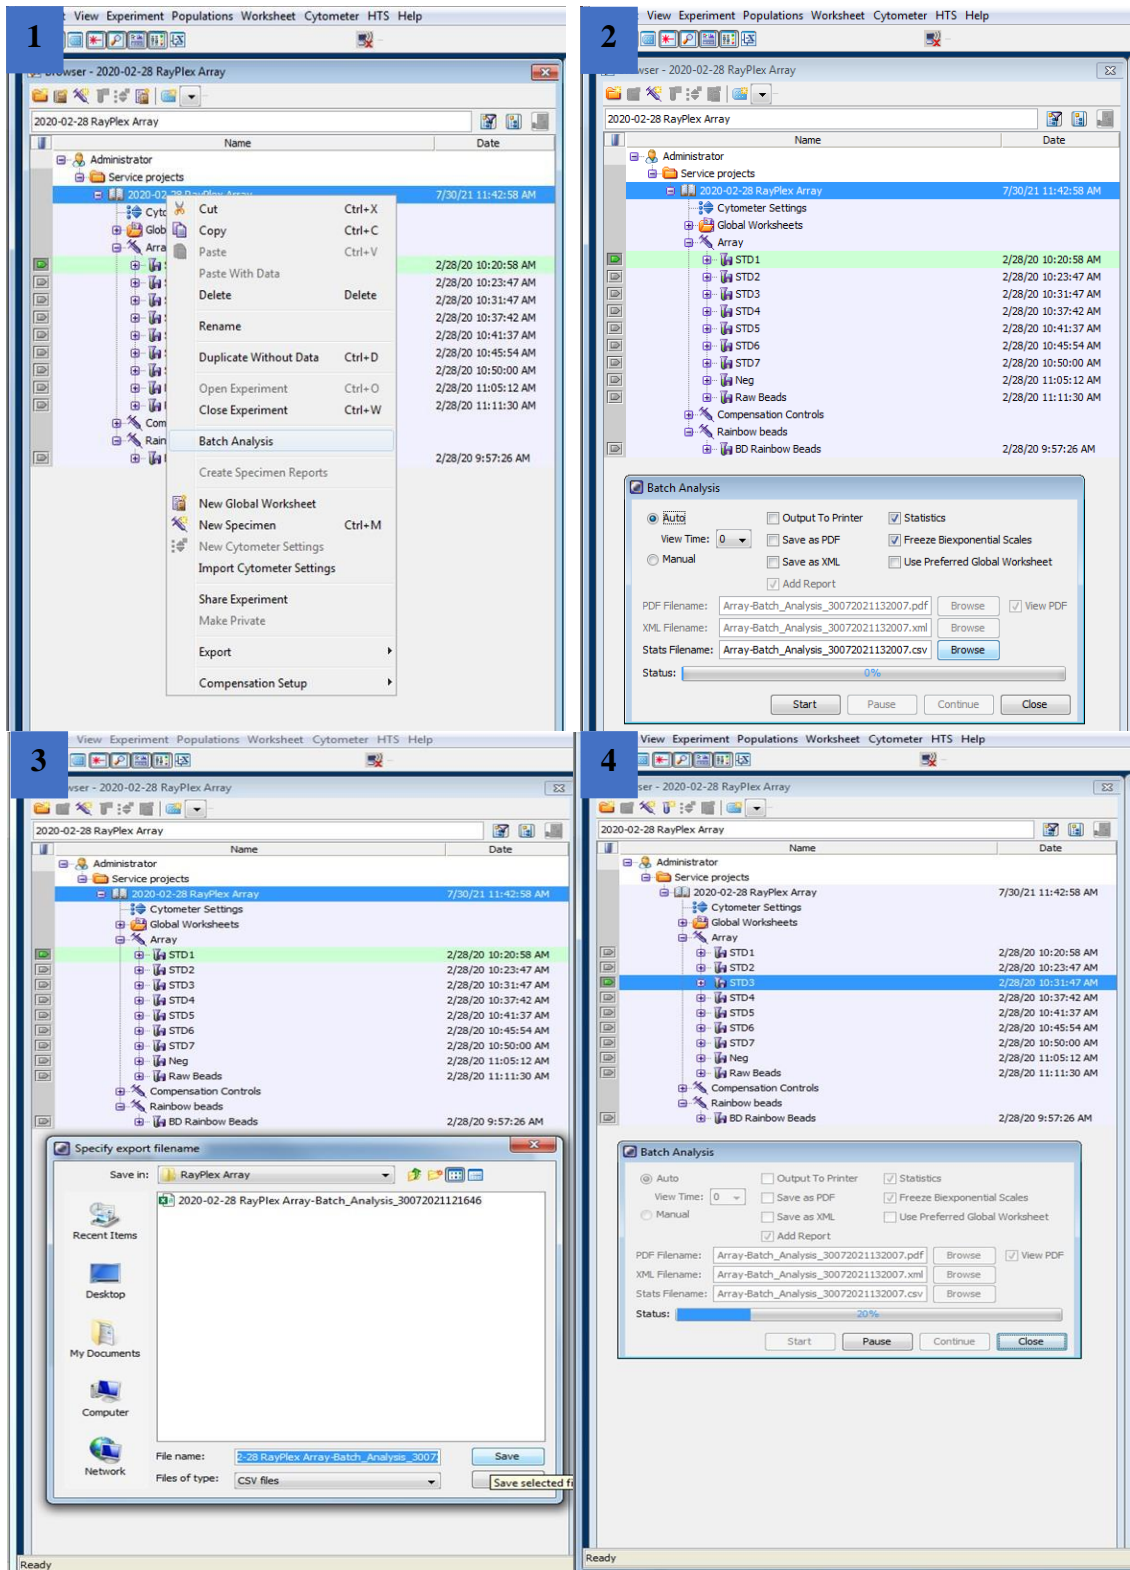 1
View Experiment Populations Worksheet Cytometer HTS Help
Browser - 2020-02-28 RayPlex Array
2020-02-28 RayPlex Array
Name Date
Administrator
Service projects
2020-02-28 RayPlex Array 7/30/21 11:42:58 AM
Cyto
Glob
Arra
2/28/20 10:20:58 AM
2/28/20 10:23:47 AM
2/28/20 10:31:47 AM
2/28/20 10:37:42 AM
2/28/20 10:41:37 AM
2/28/20 10:45:54 AM
2/28/20 10:50:00 AM
2/28/20 11:05:12 AM
2/28/20 11:11:30 AM
Com
Rain
2/28/20 9:57:26 AM
Cut Ctrl+X
Copy Ctrl+C
Paste Ctrl+V
Paste With Data
Delete Delete
Rename
Duplicate Without Data Ctrl+D
Open Experiment Ctrl+O
Close Experiment Ctrl+W
Batch Analysis
Create Specimen Reports
New Global Worksheet
New Specimen Ctrl+M
New Cytometer Settings
Import Cytometer Settings
Share Experiment
Make Private
Export
Compensation Setup
2
View Experiment Populations Worksheet Cytometer HTS Help
wser - 2020-02-28 RayPlex Array
2020-02-28 RayPlex Array
Name Date
Administrator
Service projects
2020-02-28 RayPlex Array 7/30/21 11:42:58 AM
Cytometer Settings
Global Worksheets
Array
STD1 2/28/20 10:20:58 AM
STD2 2/28/20 10:23:47 AM
STD3 2/28/20 10:31:47 AM
STD4 2/28/20 10:37:42 AM
STD5 2/28/20 10:41:37 AM
STD6 2/28/20 10:45:54 AM
STD7 2/28/20 10:50:00 AM
Neg 2/28/20 11:05:12 AM
Raw Beads 2/28/20 11:11:30 AM
Compensation Controls
Rainbow beads
BD Rainbow Beads 2/28/20 9:57:26 AM
Batch Analysis
Auto Output To Printer Statistics
View Time: 0 Save as PDF Freeze Biexponential Scales
Manual Save as XML Use Preferred Global Worksheet
Add Report
PDF Filename: Array-Batch_Analysis_30072021132007.pdf Browse View PDF
XML Filename: Array-Batch_Analysis_30072021132007.xml Browse
Stats Filename: Array-Batch_Analysis_30072021132007.csv Browse
Status: 0%
Start Pause Continue Close
3
View Experiment Populations Worksheet Cytometer HTS Help
owser - 2020-02-28 RayPlex Array
2020-02-28 RayPlex Array
Name Date
Administrator
Service projects
2020-02-28 RayPlex Array 7/30/21 11:42:58 AM
Cytometer Settings
Global Worksheets
Array
STD1 2/28/20 10:20:58 AM
STD2 2/28/20 10:23:47 AM
STD3 2/28/20 10:31:47 AM
STD4 2/28/20 10:37:42 AM
STD5 2/28/20 10:41:37 AM
STD6 2/28/20 10:45:54 AM
STD7 2/28/20 10:50:00 AM
Neg 2/28/20 11:05:12 AM
Raw Beads 2/28/20 11:11:30 AM
Compensation Controls
Rainbow beads
BD Rainbow Beads 2/28/20 9:57:26 AM
Specify export filename
Save in: RayPlex Array
2020-02-28 RayPlex Array-Batch_Analysis_30072021121646
Recent Items
Desktop
My Documents
Computer
Network
File name: 2-28 RayPlex Array-Batch_Analysis_3007 Save
Files of type: CSV files
Save selected fi
Ready
4
View Experiment Populations Worksheet Cytometer HTS Help
ser - 2020-02-28 RayPlex Array
2020-02-28 RayPlex Array
Name Date
Administrator
Service projects
2020-02-28 RayPlex Array 7/30/21 11:42:58 AM
Cytometer Settings
Global Worksheets
Array
STD1 2/28/20 10:20:58 AM
STD2 2/28/20 10:23:47 AM
STD3 2/28/20 10:31:47 AM
STD4 2/28/20 10:37:42 AM
STD5 2/28/20 10:41:37 AM
STD6 2/28/20 10:45:54 AM
STD7 2/28/20 10:50:00 AM
Neg 2/28/20 11:05:12 AM
Raw Beads 2/28/20 11:11:30 AM
Compensation Controls
Rainbow beads
BD Rainbow Beads 2/28/20 9:57:26 AM
Batch Analysis
Auto Output To Printer Statistics
View Time: 0 Save as PDF Freeze Biexponential Scales
Manual Save as XML Use Preferred Global Worksheet
Add Report
PDF Filename: Array-Batch_Analysis_30072021132007.pdf Browse View PDF
XML Filename: Array-Batch_Analysis_30072021132007.xml Browse
Stats Filename: Array-Batch_Analysis_30072021132007.csv Browse
Status: 20%
Start Pause Continue Close
Ready